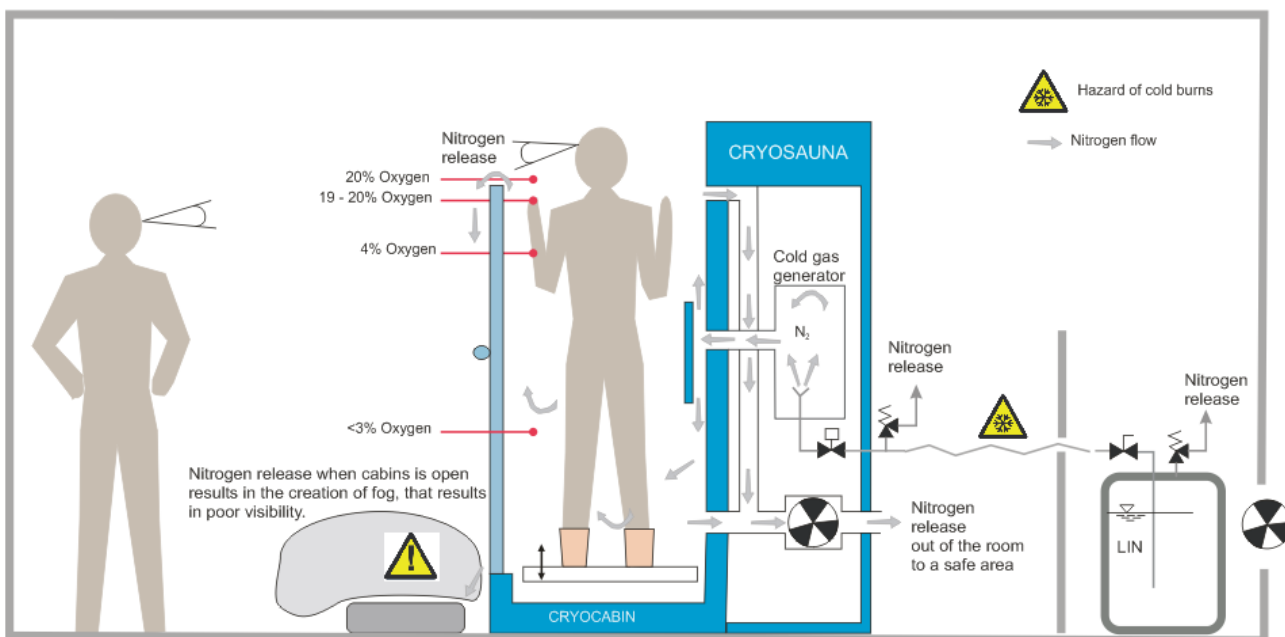 Hazard of cold burns
Nitrogen flow
Nitrogen
release
CRYOSAUNA
20% Oxygen
19 - 20% Oxygen
4% Oxygen
Cold gas
generator
N₂
Nitrogen
release
Nitrogen
release
<3% Oxygen
Nitrogen release when cabins is open
results in the creation of fog, that results
in poor visibility.
Nitrogen
release
out of the room
to a safe area
LIN
CRYOCABIN